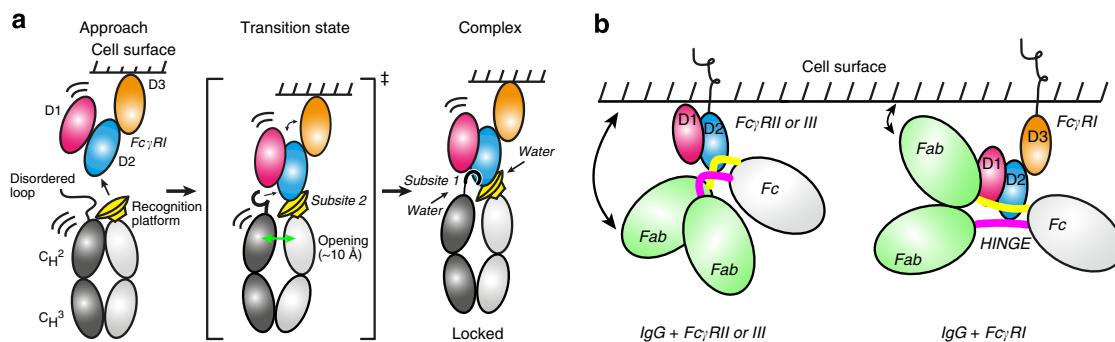 a
Approach
Transition state
Complex
Cell surface
D3
D1
FcγRI
D2
Disordered
loop
Recognition
platform
CH2
CH3
‡
Subsite 2
Opening
(~10 Å)
Water
Subsite 1
Water
Locked
b
Cell surface
D1
D2
FcγRII or III
Fc
Fab
Fab
IgG + FcγRII or III
FcγRI
D3
Fab
D1
D2
Fab
HINGE
Fc
IgG + FcγRI